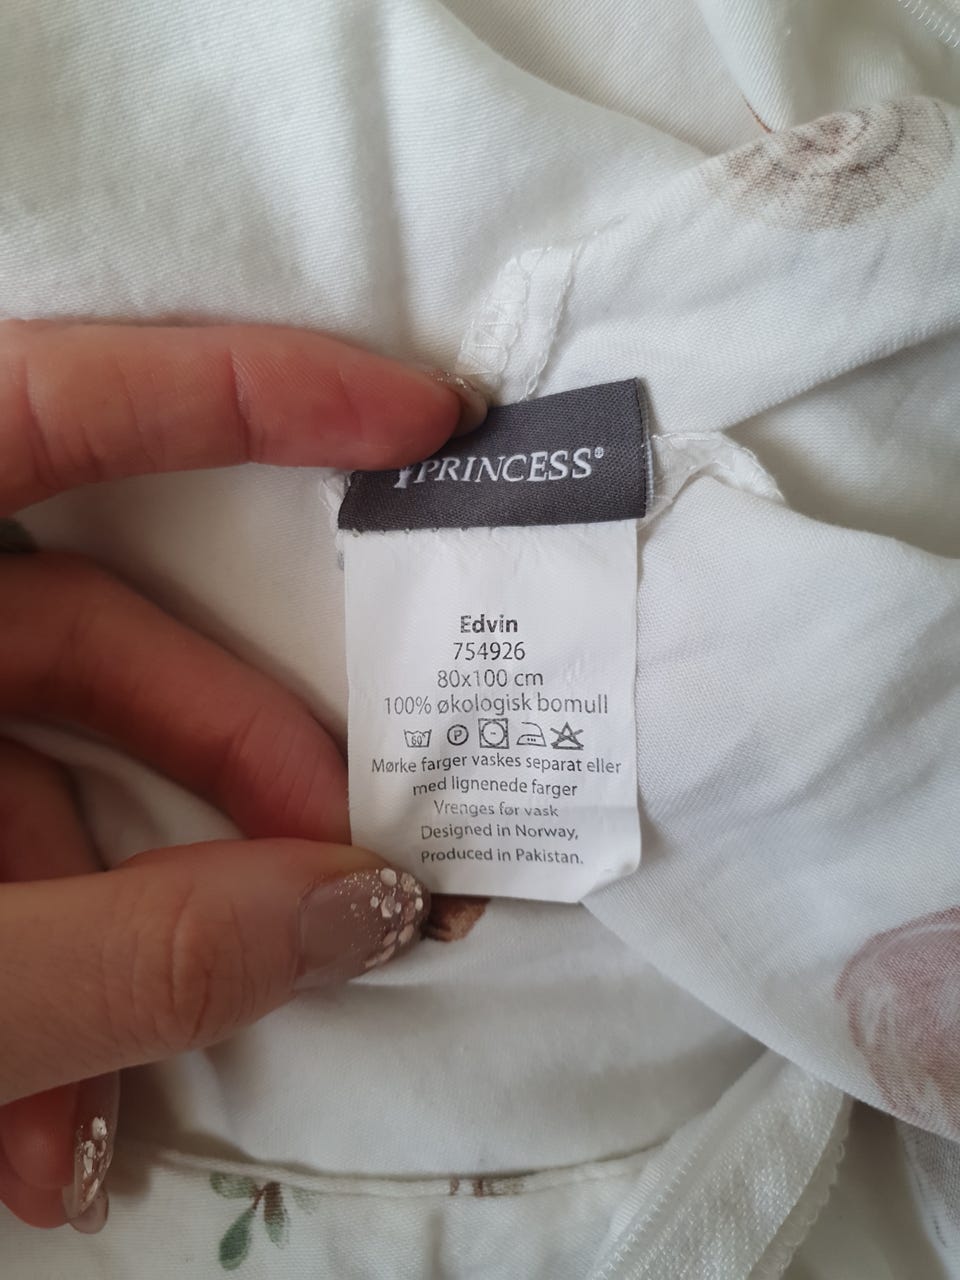 PRINCESS®
Edvin
754926
80x100 cm
100% økologisk bomull
60° P
Mørke farger vaskes separat eller
med lignenede farger
Vrenges før vask
Designed in Norway,
Produced in Pakistan.